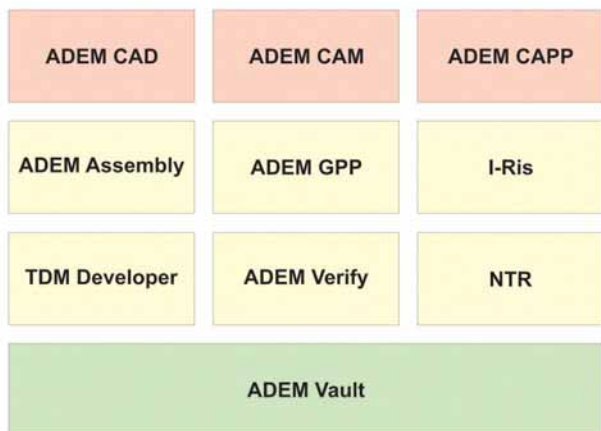 ADEM CAD
ADEM CAM
ADEM CAPP
ADEM Assembly
ADEM GPP
I-Ris
TDM Developer
ADEM Verify
NTR
ADEM Vault